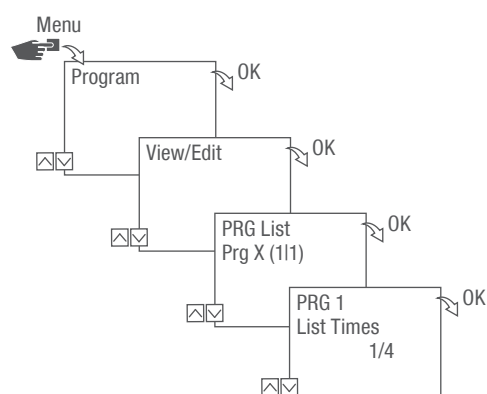 Menu
Program
OK
View/Edit
OK
PRG List
OK
Prg X (1|1)
PRG 1
OK
List Times
1/4